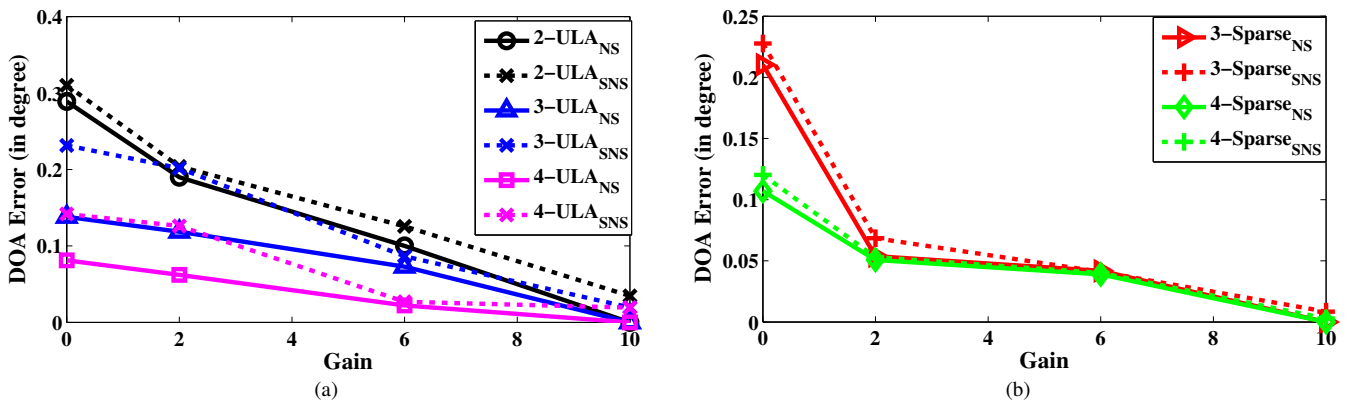 0.4
0.3
0.2
0.1
0
0
2
4
6
8
10
DOA Error (in degree)
Gain
2−ULA_NS
2−ULA_SNS
3−ULA_NS
3−ULA_SNS
4−ULA_NS
4−ULA_SNS
(a)
0.25
0.2
0.15
0.1
0.05
0
0
2
4
6
8
10
DOA Error (in degree)
Gain
3−Sparse_NS
3−Sparse_SNS
4−Sparse_NS
4−Sparse_SNS
(b)